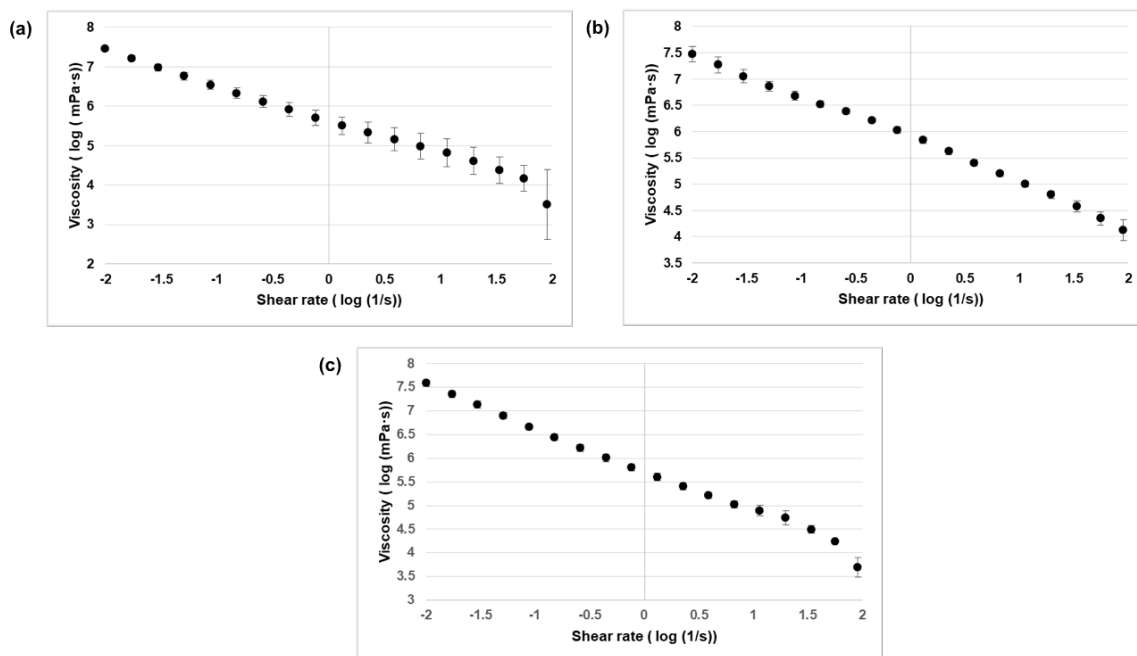 (a)
Viscosity ( log ( mPa·s))
8
7
6
5
4
3
2
-2 -1.5 -1 -0.5 0 0.5 1 1.5 2
Shear rate ( log (1/s))
(b)
Viscosity ( log (mPa·s))
8
7.5
7
6.5
6
5.5
5
4.5
4
3.5
-2 -1.5 -1 -0.5 0 0.5 1 1.5 2
Shear rate ( log (1/s))
(c)
Viscosity ( log (mPa·s))
8
7.5
7
6.5
6
5.5
5
4.5
4
3.5
3
-2 -1.5 -1 -0.5 0 0.5 1 1.5 2
Shear rate ( log (1/s))